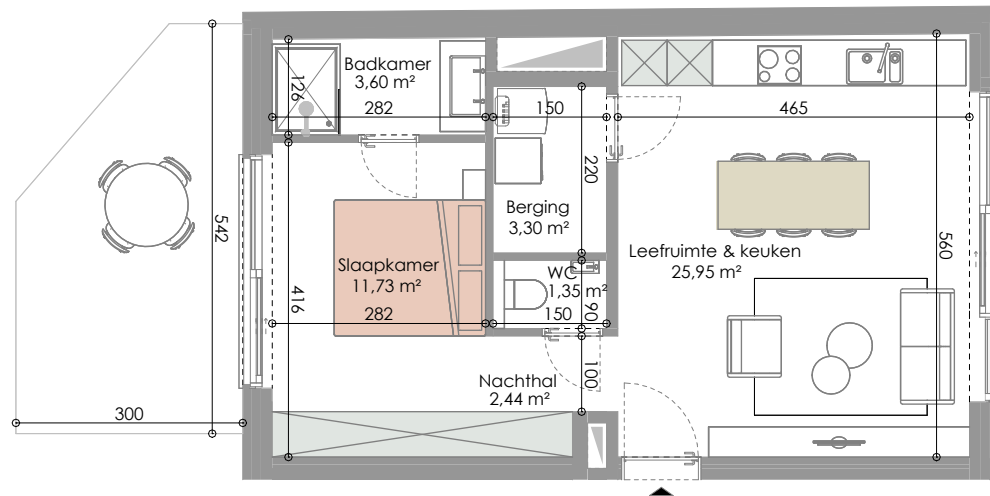 Badkamer
3,60 m²
126
282
150
465
220
Berging
3,30 m²
542
Leefruimte & keuken
25,95 m²
560
Slaapkamer
11,73 m²
WC
1,35 m²
416
282
150
90
100
Nachthal
2,44 m²
300